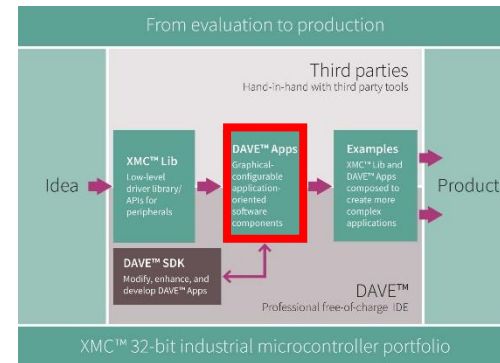 From evaluation to production
Third parties
Hand-in-hand with third party tools
Idea
XMC™ Lib
Low-level
driver library/
APIs for
peripherals
DAVE™ Apps
Graphical-
configurable
application-
oriented
software
components
Examples
XMC™ Lib and
DAVE™ Apps
composed to
create more
complex
applications
Product
DAVE™ SDK
Modify, enhance, and
develop DAVE™ Apps
DAVE™
Professional free-of-charge IDE
XMC™ 32-bit industrial microcontroller portfolio